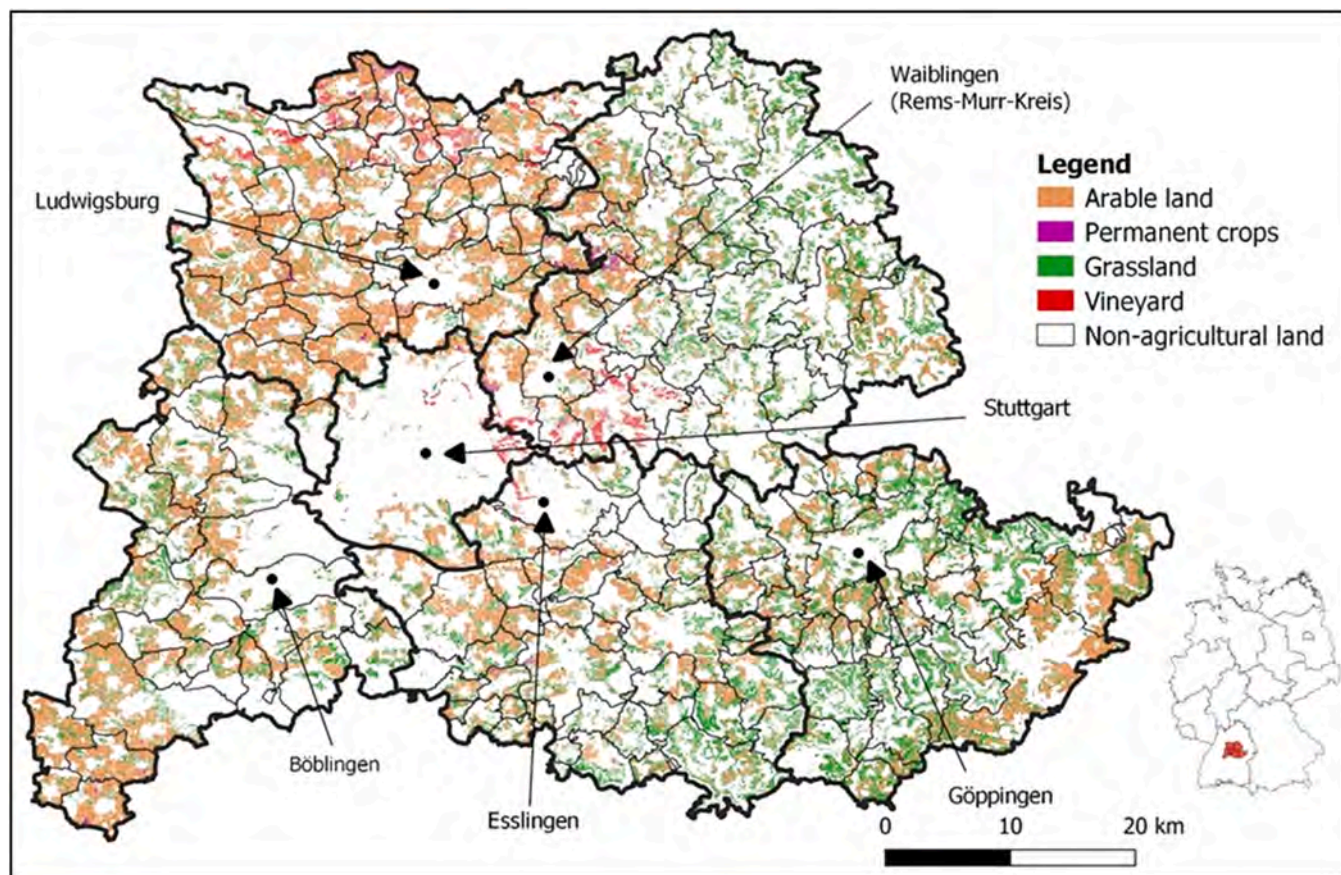 Waiblingen
(Rems-Murr-Kreis)
Legend
Arable land
Permanent crops
Grassland
Vineyard
Non-agricultural land
Ludwigsburg
Stuttgart
Böblingen
Esslingen
Göppingen
0 10 20 km